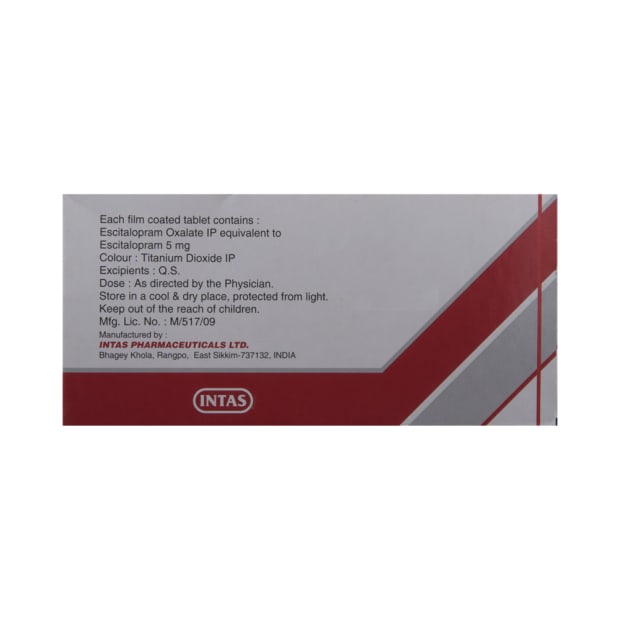 Each film coated tablet contains :
Escitalopram Oxalate IP equivalent to
Escitalopram 5 mg
Colour : Titanium Dioxide IP
Excipients : Q.S.
Dose : As directed by the Physician.
Store in a cool & dry place, protected from light.
Keep out of the reach of children.
Mfg. Lic. No. : M/517/09
Manufactured by :
INTAS PHARMACEUTICALS LTD.
Bhagey Khola, Rangpo, East Sikkim-737132, INDIA
INTAS